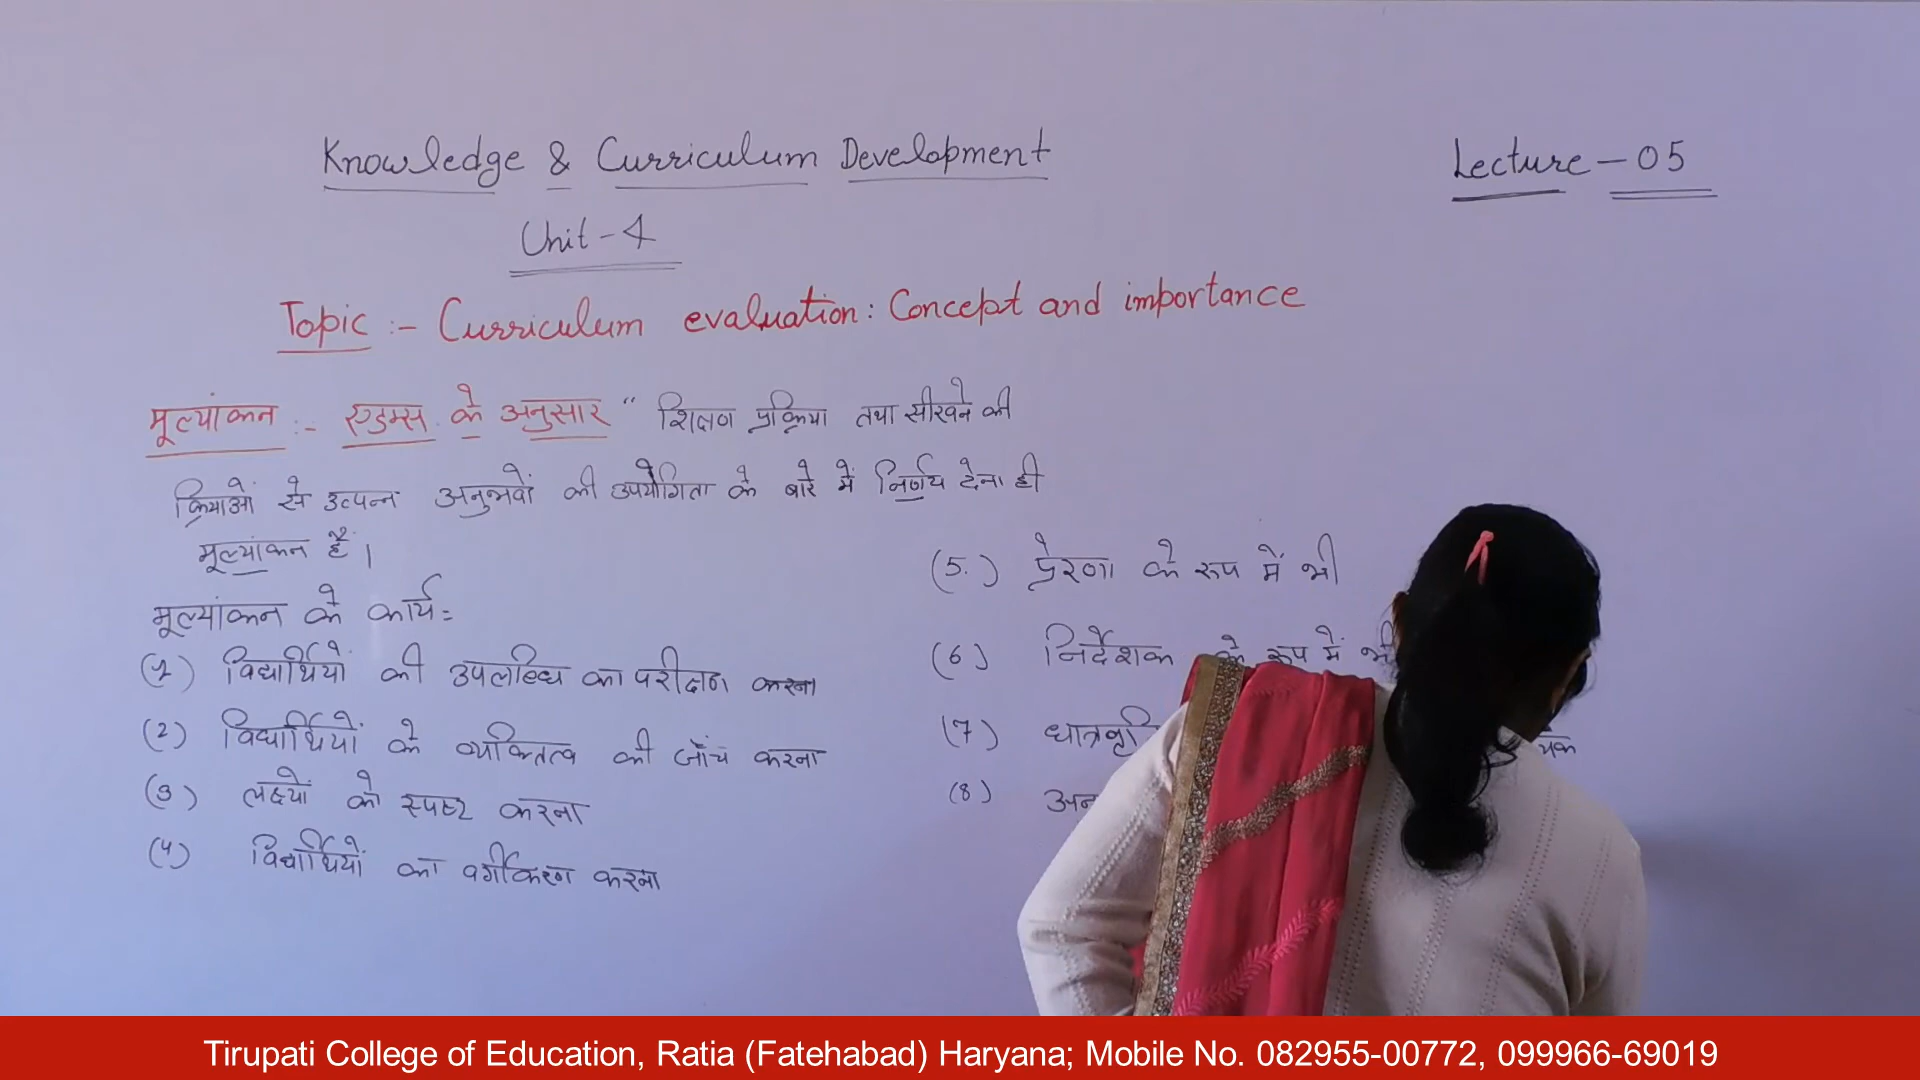 Knowledge & Curriculum Development
Lecture - 05
Unit - 4
Topic :- Curriculum evaluation: Concept and importance
मूल्यांकन :- एडम्स के अनुसार " शिक्षण प्रक्रिया तथा सीखने की
क्रियाओं से उत्पन्न अनुभवों की उपयोगिता के बारे में निर्णय देना ही
मूल्यांकन है।
मूल्यांकन के कार्य =
(1) विद्यार्थियों की उपलब्धि का परीक्षण करना
(2) विद्यार्थियों के व्यक्तित्व की जाँच करना
(3) लक्ष्यों को स्पष्ट करना
(4) विद्यार्थियों का वर्गीकरण करना
(5.) प्रेरणा के रूप में भी
(6) निर्देशक के रूप में भी
(7)
(8)
Tirupati College of Education, Ratia (Fatehabad) Haryana; Mobile No. 082955-00772, 099966-69019